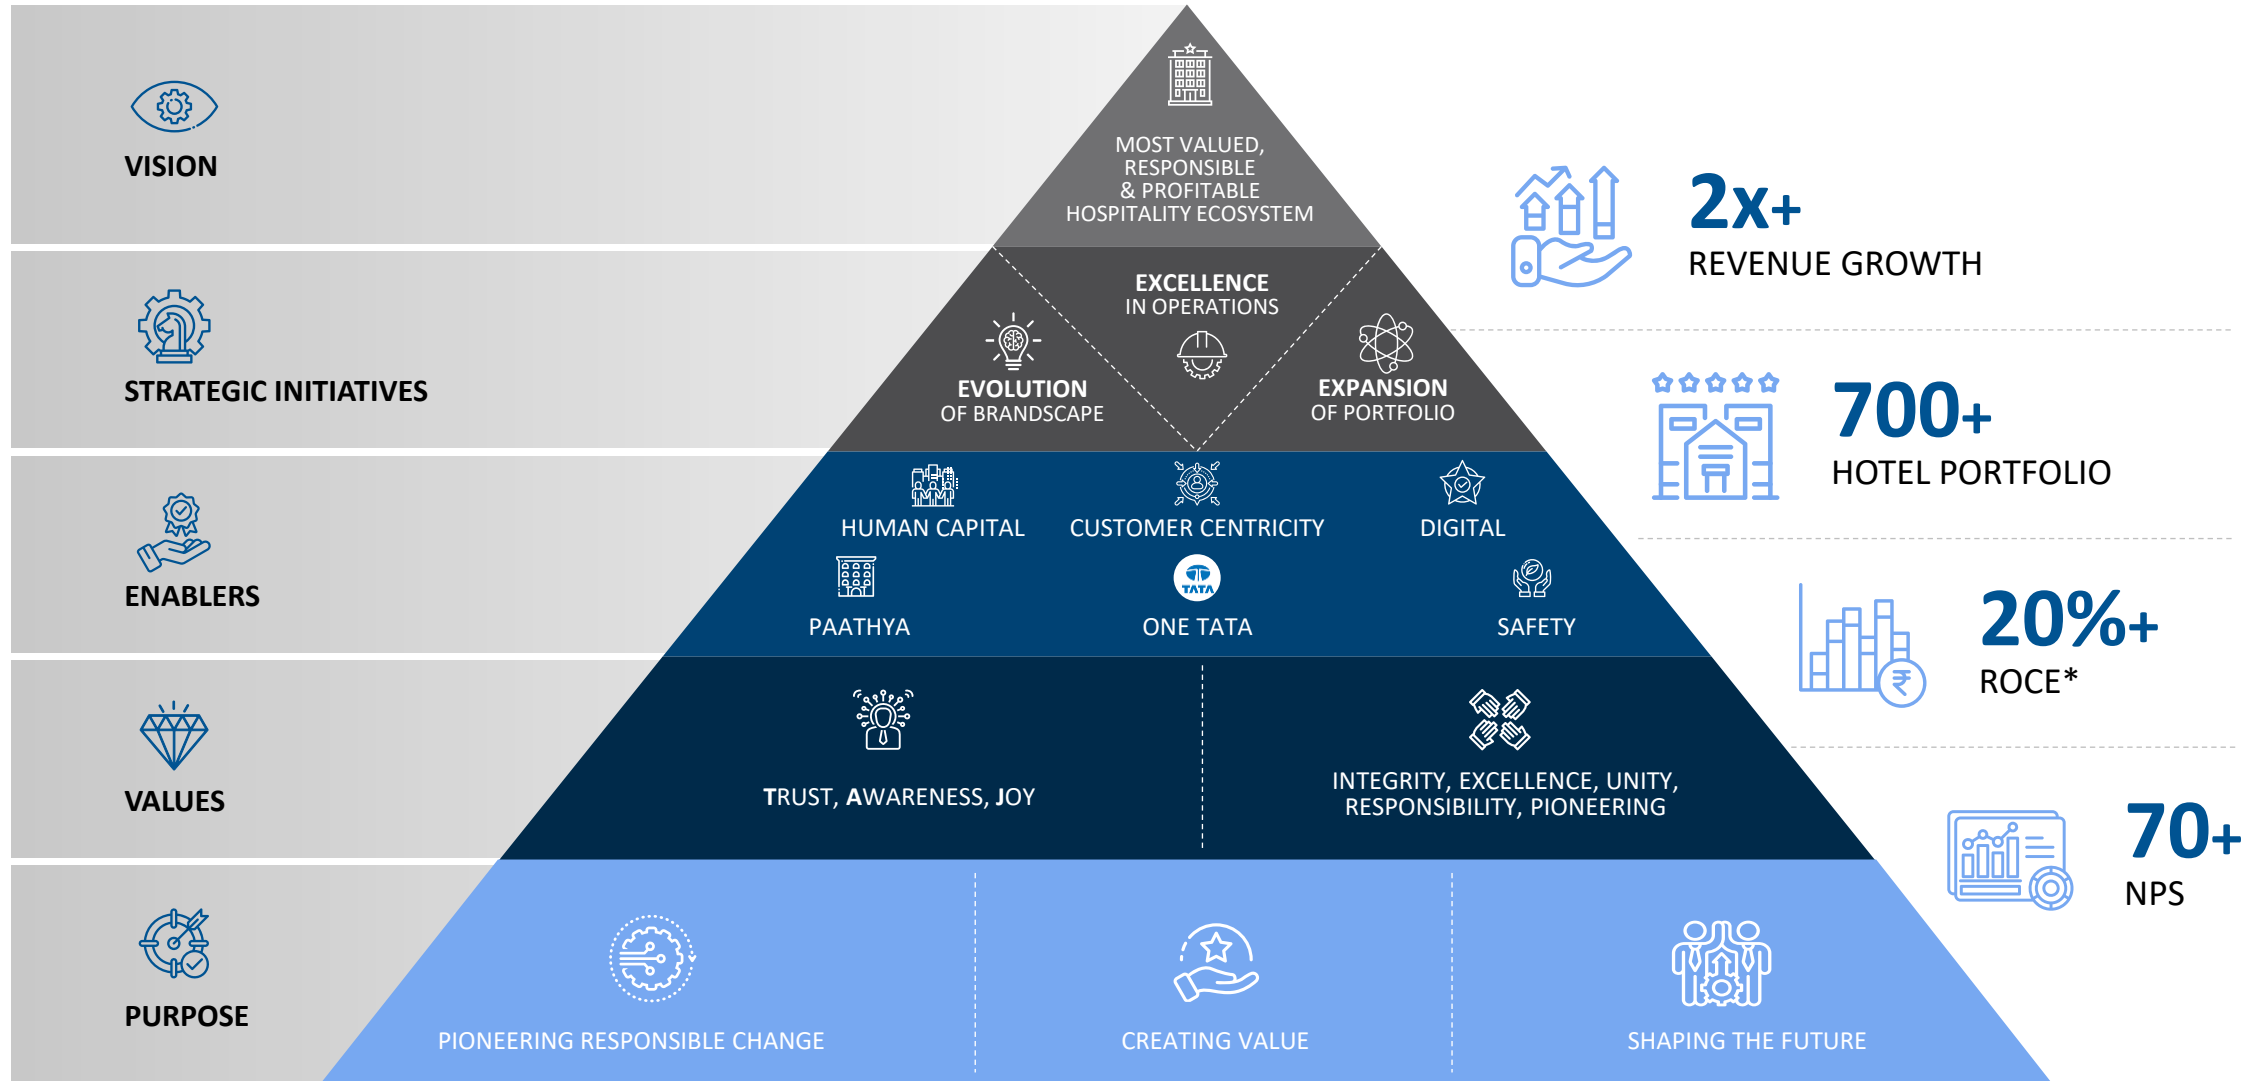 VISION
MOST VALUED,
RESPONSIBLE
& PROFITABLE
HOSPITALITY ECOSYSTEM
STRATEGIC INITIATIVES
EXCELLENCE
IN OPERATIONS
EVOLUTION
OF BRANDSCAPE
EXPANSION
OF PORTFOLIO
ENABLERS
HUMAN CAPITAL
CUSTOMER CENTRICITY
DIGITAL
PAATHYA
TATA
ONE TATA
SAFETY
VALUES
TRUST, AWARENESS, JOY
INTEGRITY, EXCELLENCE, UNITY,
RESPONSIBILITY, PIONEERING
PURPOSE
PIONEERING RESPONSIBLE CHANGE
CREATING VALUE
SHAPING THE FUTURE
2x+
REVENUE GROWTH
700+
HOTEL PORTFOLIO
20%+
₹
ROCE*
70+
NPS